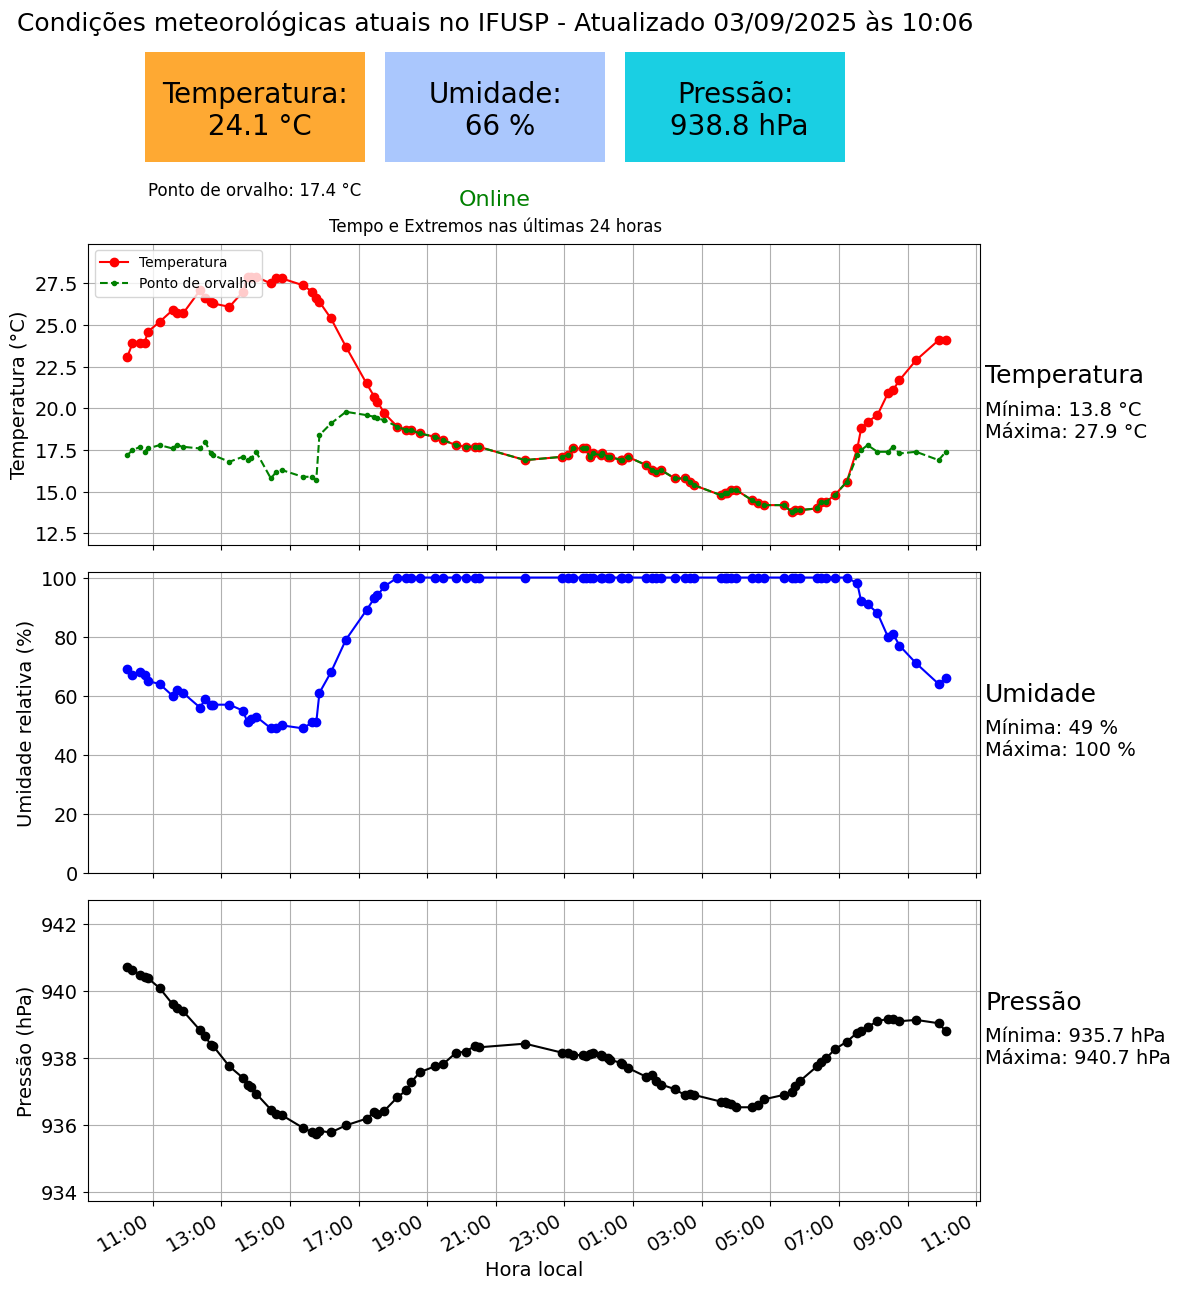 Condições meteorológicas atuais no IFUSP - Atualizado 03/09/2025 às 10:06
Temperatura:
24.1 °C
Umidade:
66 %
Pressão:
938.8 hPa
Ponto de orvalho: 17.4 °C
Online
Tempo e Extremos nas últimas 24 horas
Temperatura
Ponto de orvalho
Temperatura (°C)
27.5
25.0
22.5
20.0
17.5
15.0
12.5
Temperatura
Mínima: 13.8 °C
Máxima: 27.9 °C
Umidade relativa (%)
100
80
60
40
20
0
Umidade
Mínima: 49 %
Máxima: 100 %
Pressão (hPa)
942
940
938
936
934
Pressão
Mínima: 935.7 hPa
Máxima: 940.7 hPa
11:00 13:00 15:00 17:00 19:00 21:00 23:00 01:00 03:00 05:00 07:00 09:00 11:00
Hora local